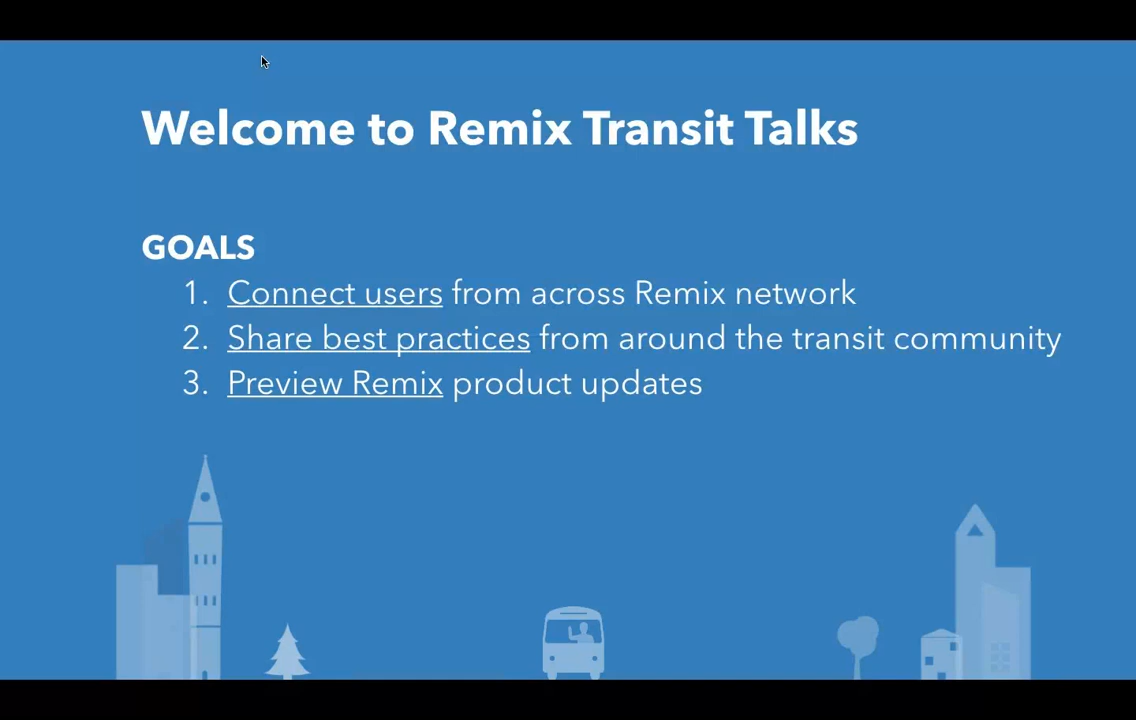 Welcome to Remix Transit Talks
GOALS
1. Connect users from across Remix network
2. Share best practices from around the transit community
3. Preview Remix product updates